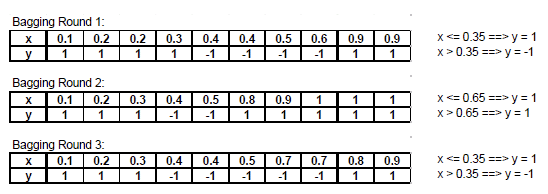 Bagging Round 1:
x 0.1 0.2 0.2 0.3 0.4 0.4 0.5 0.6 0.9 0.9 x <= 0.35 ==> y = 1
y 1 1 1 1 -1 -1 -1 -1 1 1 x > 0.35 ==> y = -1
Bagging Round 2:
x 0.1 0.2 0.3 0.4 0.5 0.8 0.9 1 1 1 x <= 0.65 ==> y = 1
y 1 1 1 -1 -1 1 1 1 1 1 x > 0.65 ==> y = 1
Bagging Round 3:
x 0.1 0.2 0.3 0.4 0.4 0.5 0.7 0.7 0.8 0.9 x <= 0.35 ==> y = 1
y 1 1 1 -1 -1 -1 -1 -1 1 1 x > 0.35 ==> y = -1